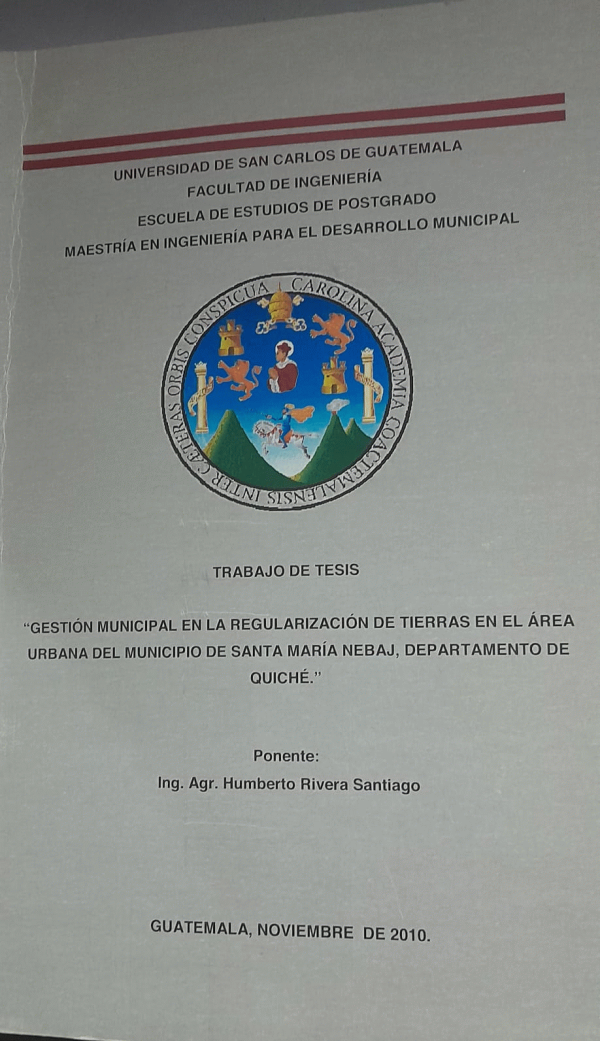 UNIVERSIDAD DE SAN CARLOS DE GUATEMALA
FACULTAD DE INGENIERÍA
ESCUELA DE ESTUDIOS DE POSTGRADO
MAESTRÍA EN INGENIERÍA PARA EL DESARROLLO MUNICIPAL
INTER CÆTERAS ORBIS CONSPICUA CAROLINA ACADEMIA COACTEMALENSIS
TRABAJO DE TESIS
“GESTIÓN MUNICIPAL EN LA REGULARIZACIÓN DE TIERRAS EN EL ÁREA
URBANA DEL MUNICIPIO DE SANTA MARÍA NEBAJ, DEPARTAMENTO DE
QUICHÉ.”
Ponente:
Ing. Agr. Humberto Rivera Santiago
GUATEMALA, NOVIEMBRE DE 2010.